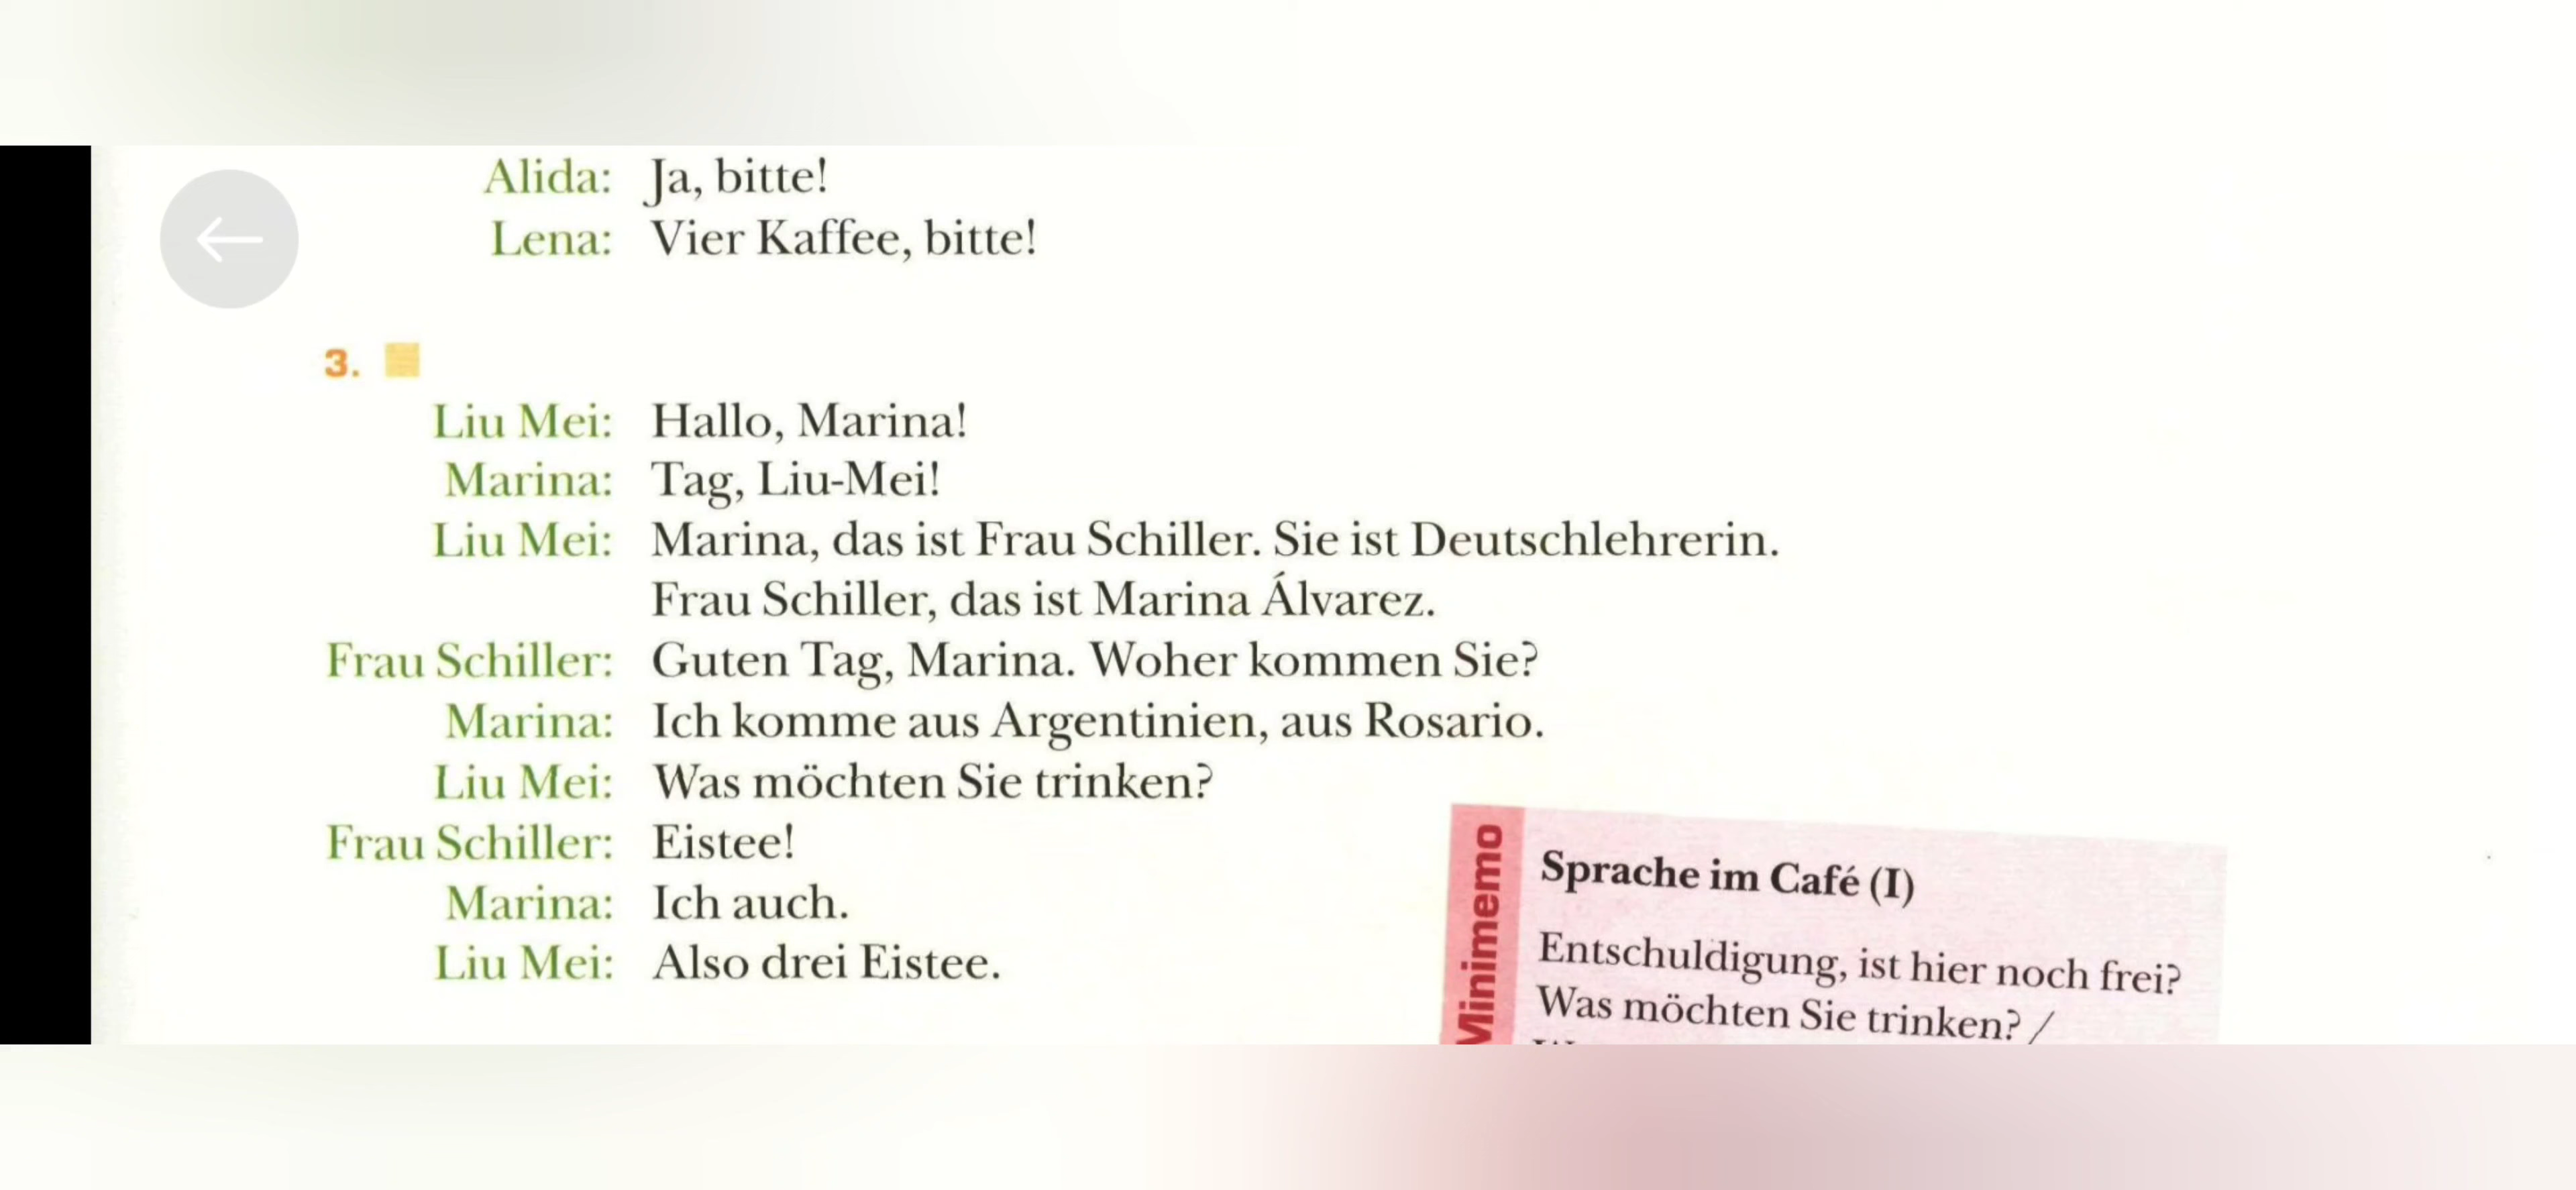 Alida: Ja, bitte!
Lena: Vier Kaffee, bitte!
3.
Liu Mei: Hallo, Marina!
Marina: Tag, Liu-Mei!
Liu Mei: Marina, das ist Frau Schiller. Sie ist Deutschlehrerin.
Frau Schiller, das ist Marina Álvarez.
Frau Schiller: Guten Tag, Marina. Woher kommen Sie?
Marina: Ich komme aus Argentinien, aus Rosario.
Liu Mei: Was möchten Sie trinken?
Frau Schiller: Eistee!
Marina: Ich auch.
Liu Mei: Also drei Eistee.
Minimemo
Sprache im Café (I)
Entschuldigung, ist hier noch frei?
Was möchten Sie trinken? /